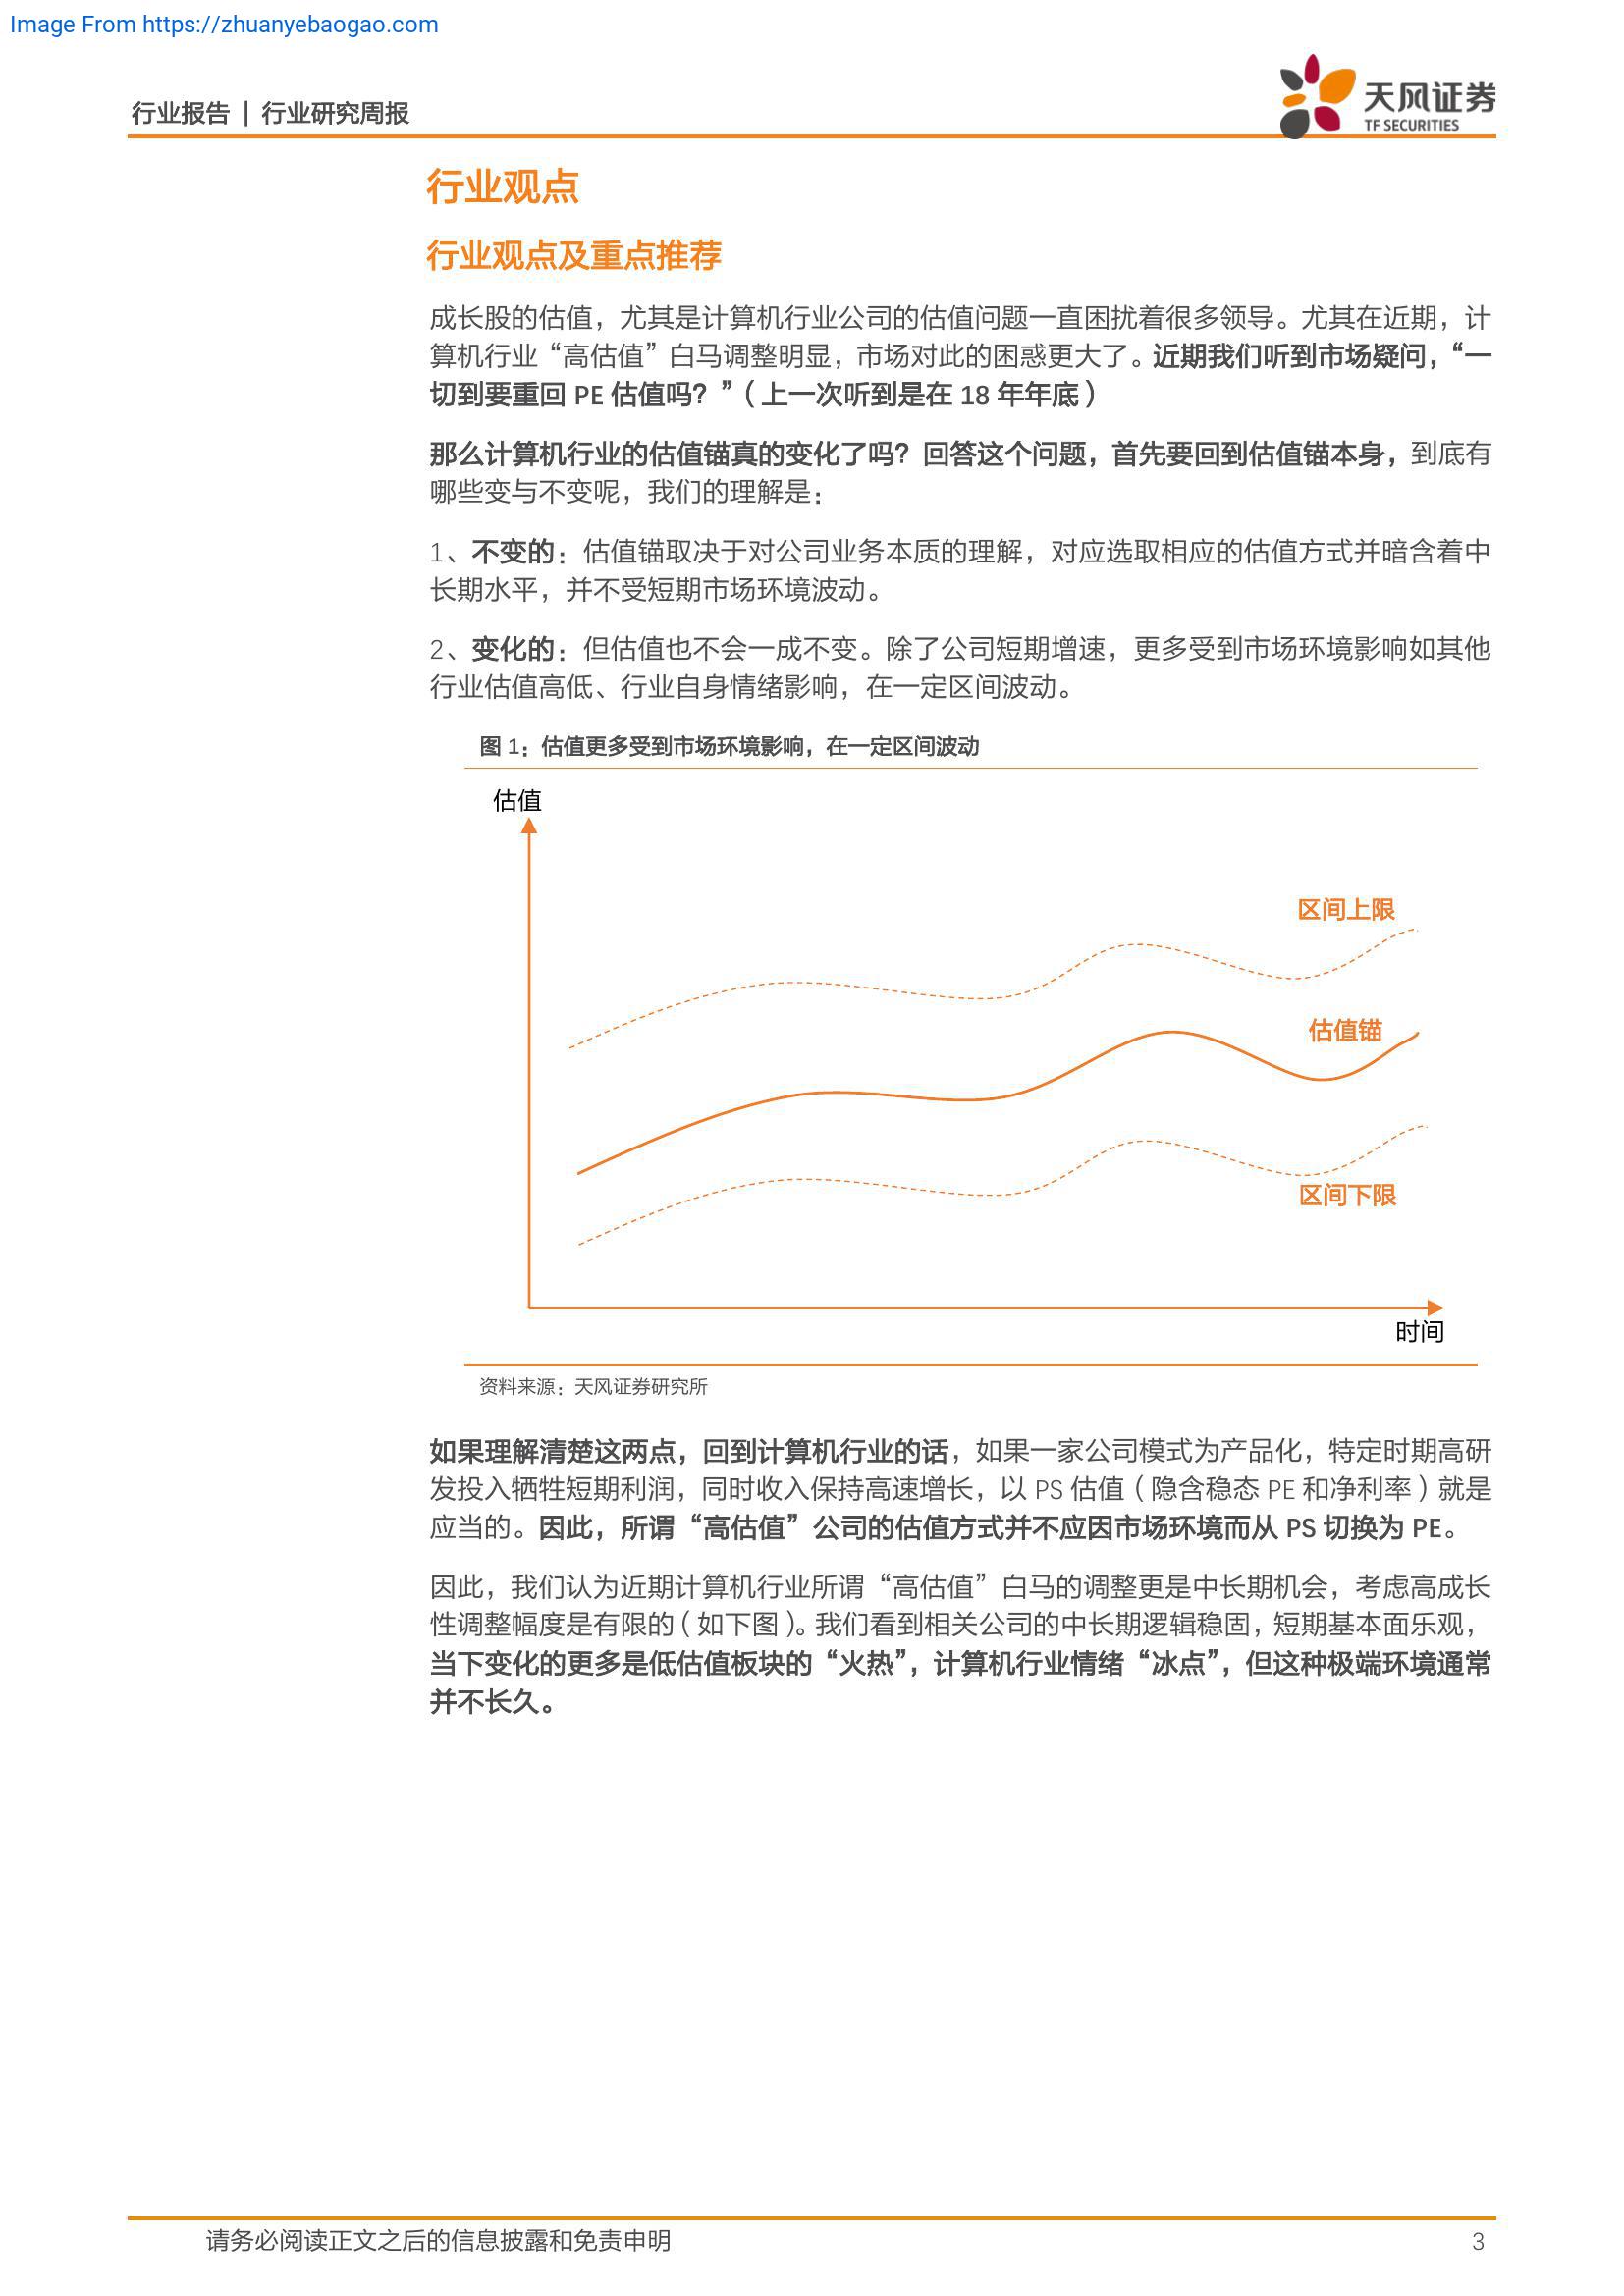 Image From https://zhuanyebaogao.com
行业报告 | 行业研究周报
天风证券
TF SECURITIES
行业观点
行业观点及重点推荐
成长股的估值，尤其是计算机行业公司的估值问题一直困扰着很多领导。尤其在近期，计
算机行业“高估值”白马调整明显，市场对此的困惑更大了。近期我们听到市场疑问，“一
切到要重回 PE 估值吗？”（上一次听到是在 18 年年底）
那么计算机行业的估值锚真的变化了吗？回答这个问题，首先要回到估值锚本身，到底有
哪些变与不变呢，我们的理解是：
1、不变的：估值锚取决于对公司业务本质的理解，对应选取相应的估值方式并暗含着中
长期水平，并不受短期市场环境波动。
2、变化的：但估值也不会一成不变。除了公司短期增速，更多受到市场环境影响如其他
行业估值高低、行业自身情绪影响，在一定区间波动。
图 1：估值更多受到市场环境影响，在一定区间波动
估值
区间上限
估值锚
区间下限
时间
资料来源：天风证券研究所
如果理解清楚这两点，回到计算机行业的话，如果一家公司模式为产品化，特定时期高研
发投入牺牲短期利润，同时收入保持高速增长，以 PS 估值（隐含稳态 PE 和净利率）就是
应当的。因此，所谓“高估值”公司的估值方式并不应因市场环境而从 PS 切换为 PE。
因此，我们认为近期计算机行业所谓“高估值”白马的调整更是中长期机会，考虑高成长
性调整幅度是有限的（如下图）。我们看到相关公司的中长期逻辑稳固，短期基本面乐观，
当下变化的更多是低估值板块的“火热”，计算机行业情绪“冰点”，但这种极端环境通常
并不长久。
请务必阅读正文之后的信息披露和免责申明
3